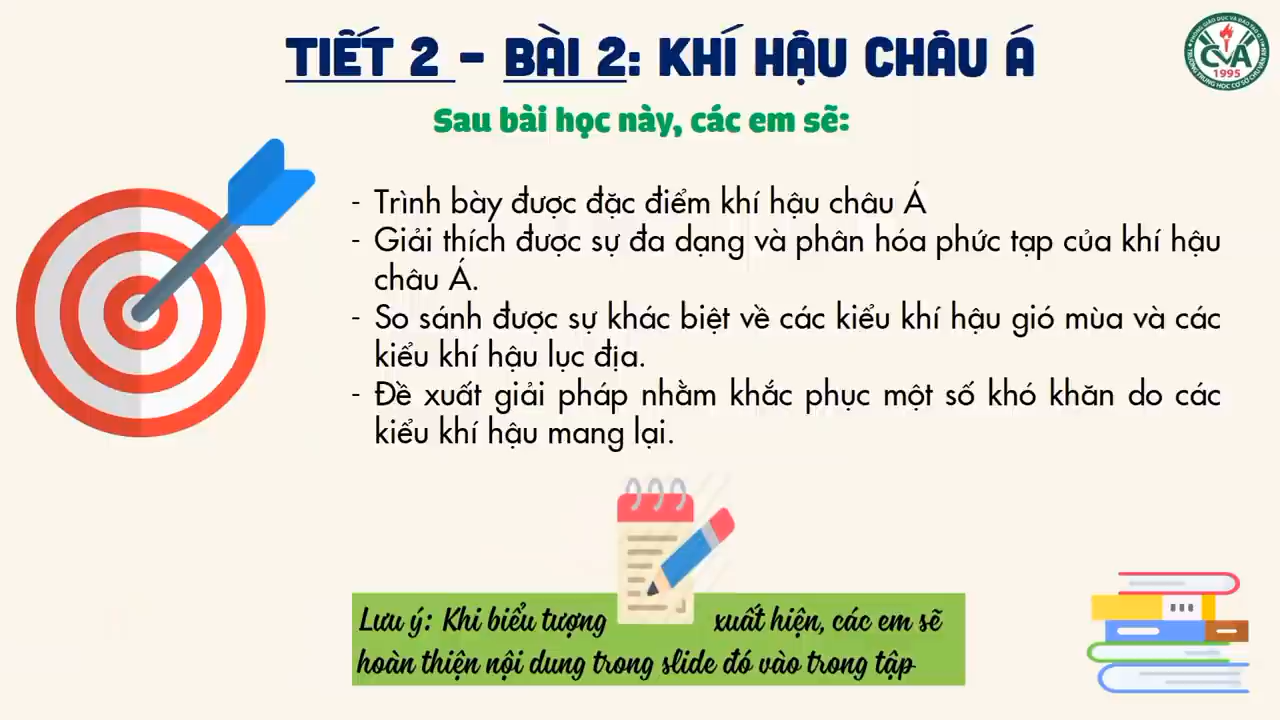 TIẾT 2 - BÀI 2: KHÍ HẬU CHÂU Á
CVA
1995
Sau bài học này, các em sẽ:
- Trình bày được đặc điểm khí hậu châu Á
- Giải thích được sự đa dạng và phân hóa phức tạp của khí hậu
châu Á.
- So sánh được sự khác biệt về các kiểu khí hậu gió mùa và các
kiểu khí hậu lục địa.
- Đề xuất giải pháp nhằm khắc phục một số khó khăn do các
kiểu khí hậu mang lại.
Lưu ý: Khi biểu tượng xuất hiện, các em sẽ
hoàn thiện nội dung trong slide đó vào trong tập